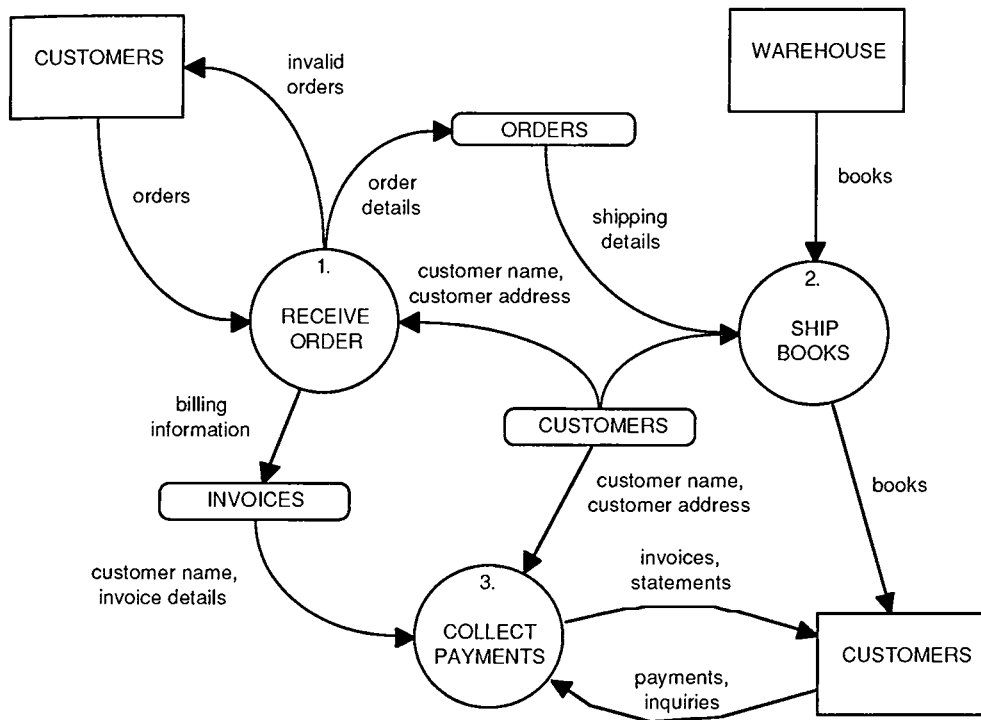 CUSTOMERS
invalid
orders
WAREHOUSE
ORDERS
orders
order
details
books
shipping
details
1.
RECEIVE
ORDER
customer name,
customer address
2.
SHIP
BOOKS
billing
information
CUSTOMERS
INVOICES
customer name,
customer address
books
customer name,
invoice details
3.
COLLECT
PAYMENTS
invoices,
statements
CUSTOMERS
payments,
inquiries